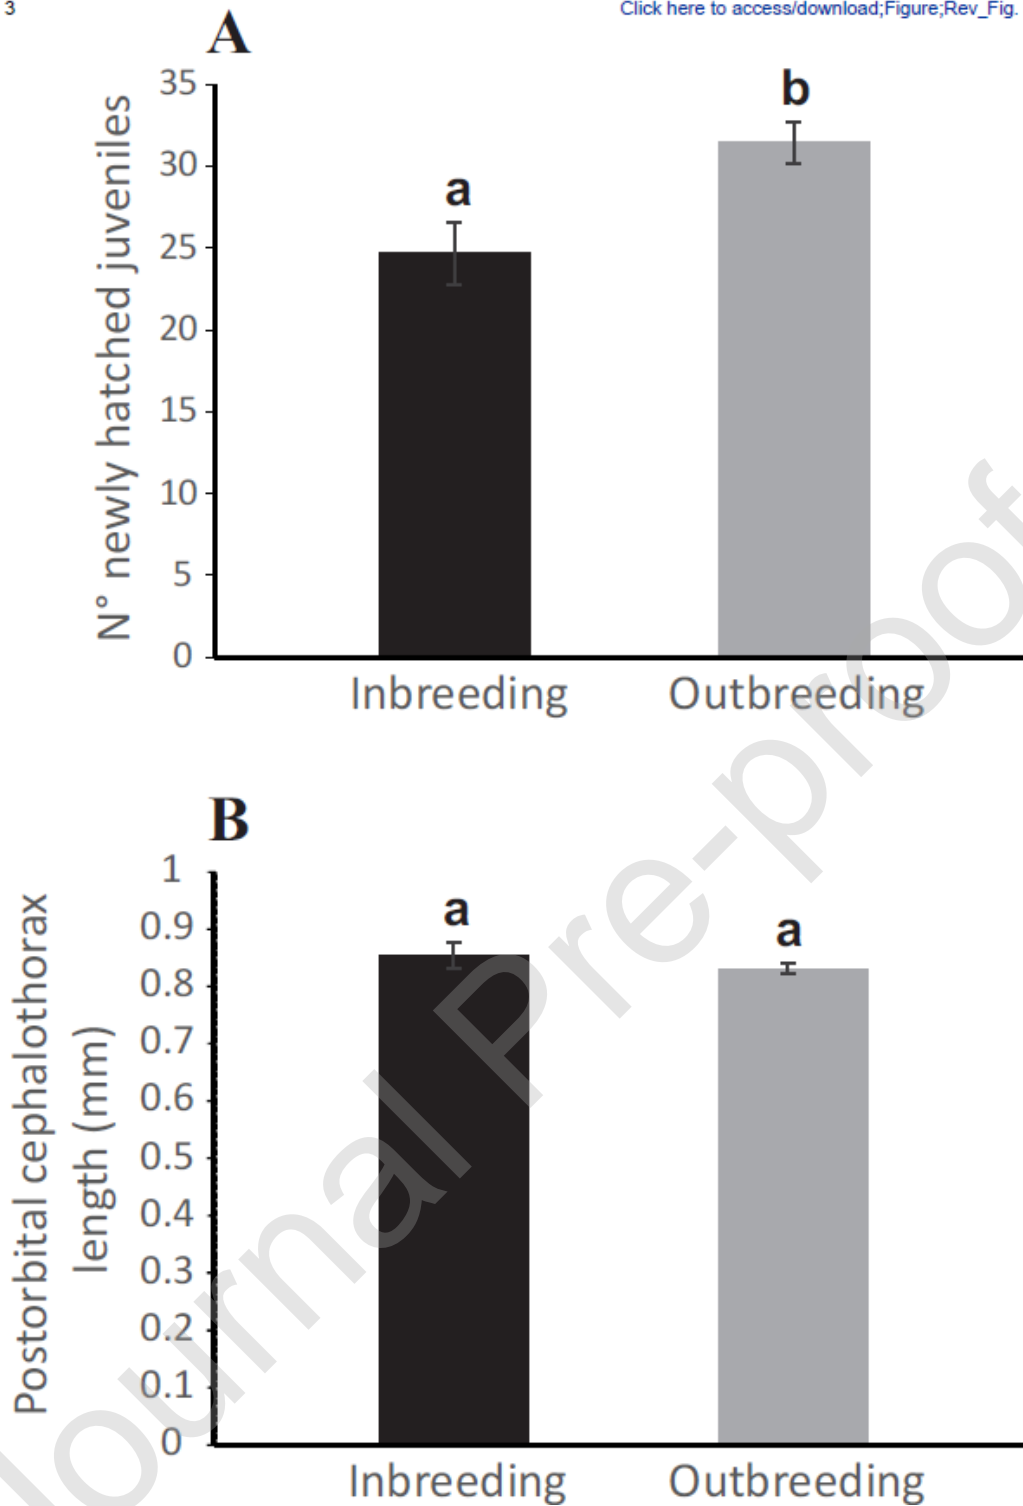 3
Click here to access/download;Figure;Rev_Fig.
A
N° newly hatched juveniles
35
30
25
20
15
10
5
0
a
b
Inbreeding
Outbreeding
B
Postorbital cephalothorax
length (mm)
1
0.9
0.8
0.7
0.6
0.5
0.4
0.3
0.2
0.1
0
a
a
Inbreeding
Outbreeding
Journal Pre-proof